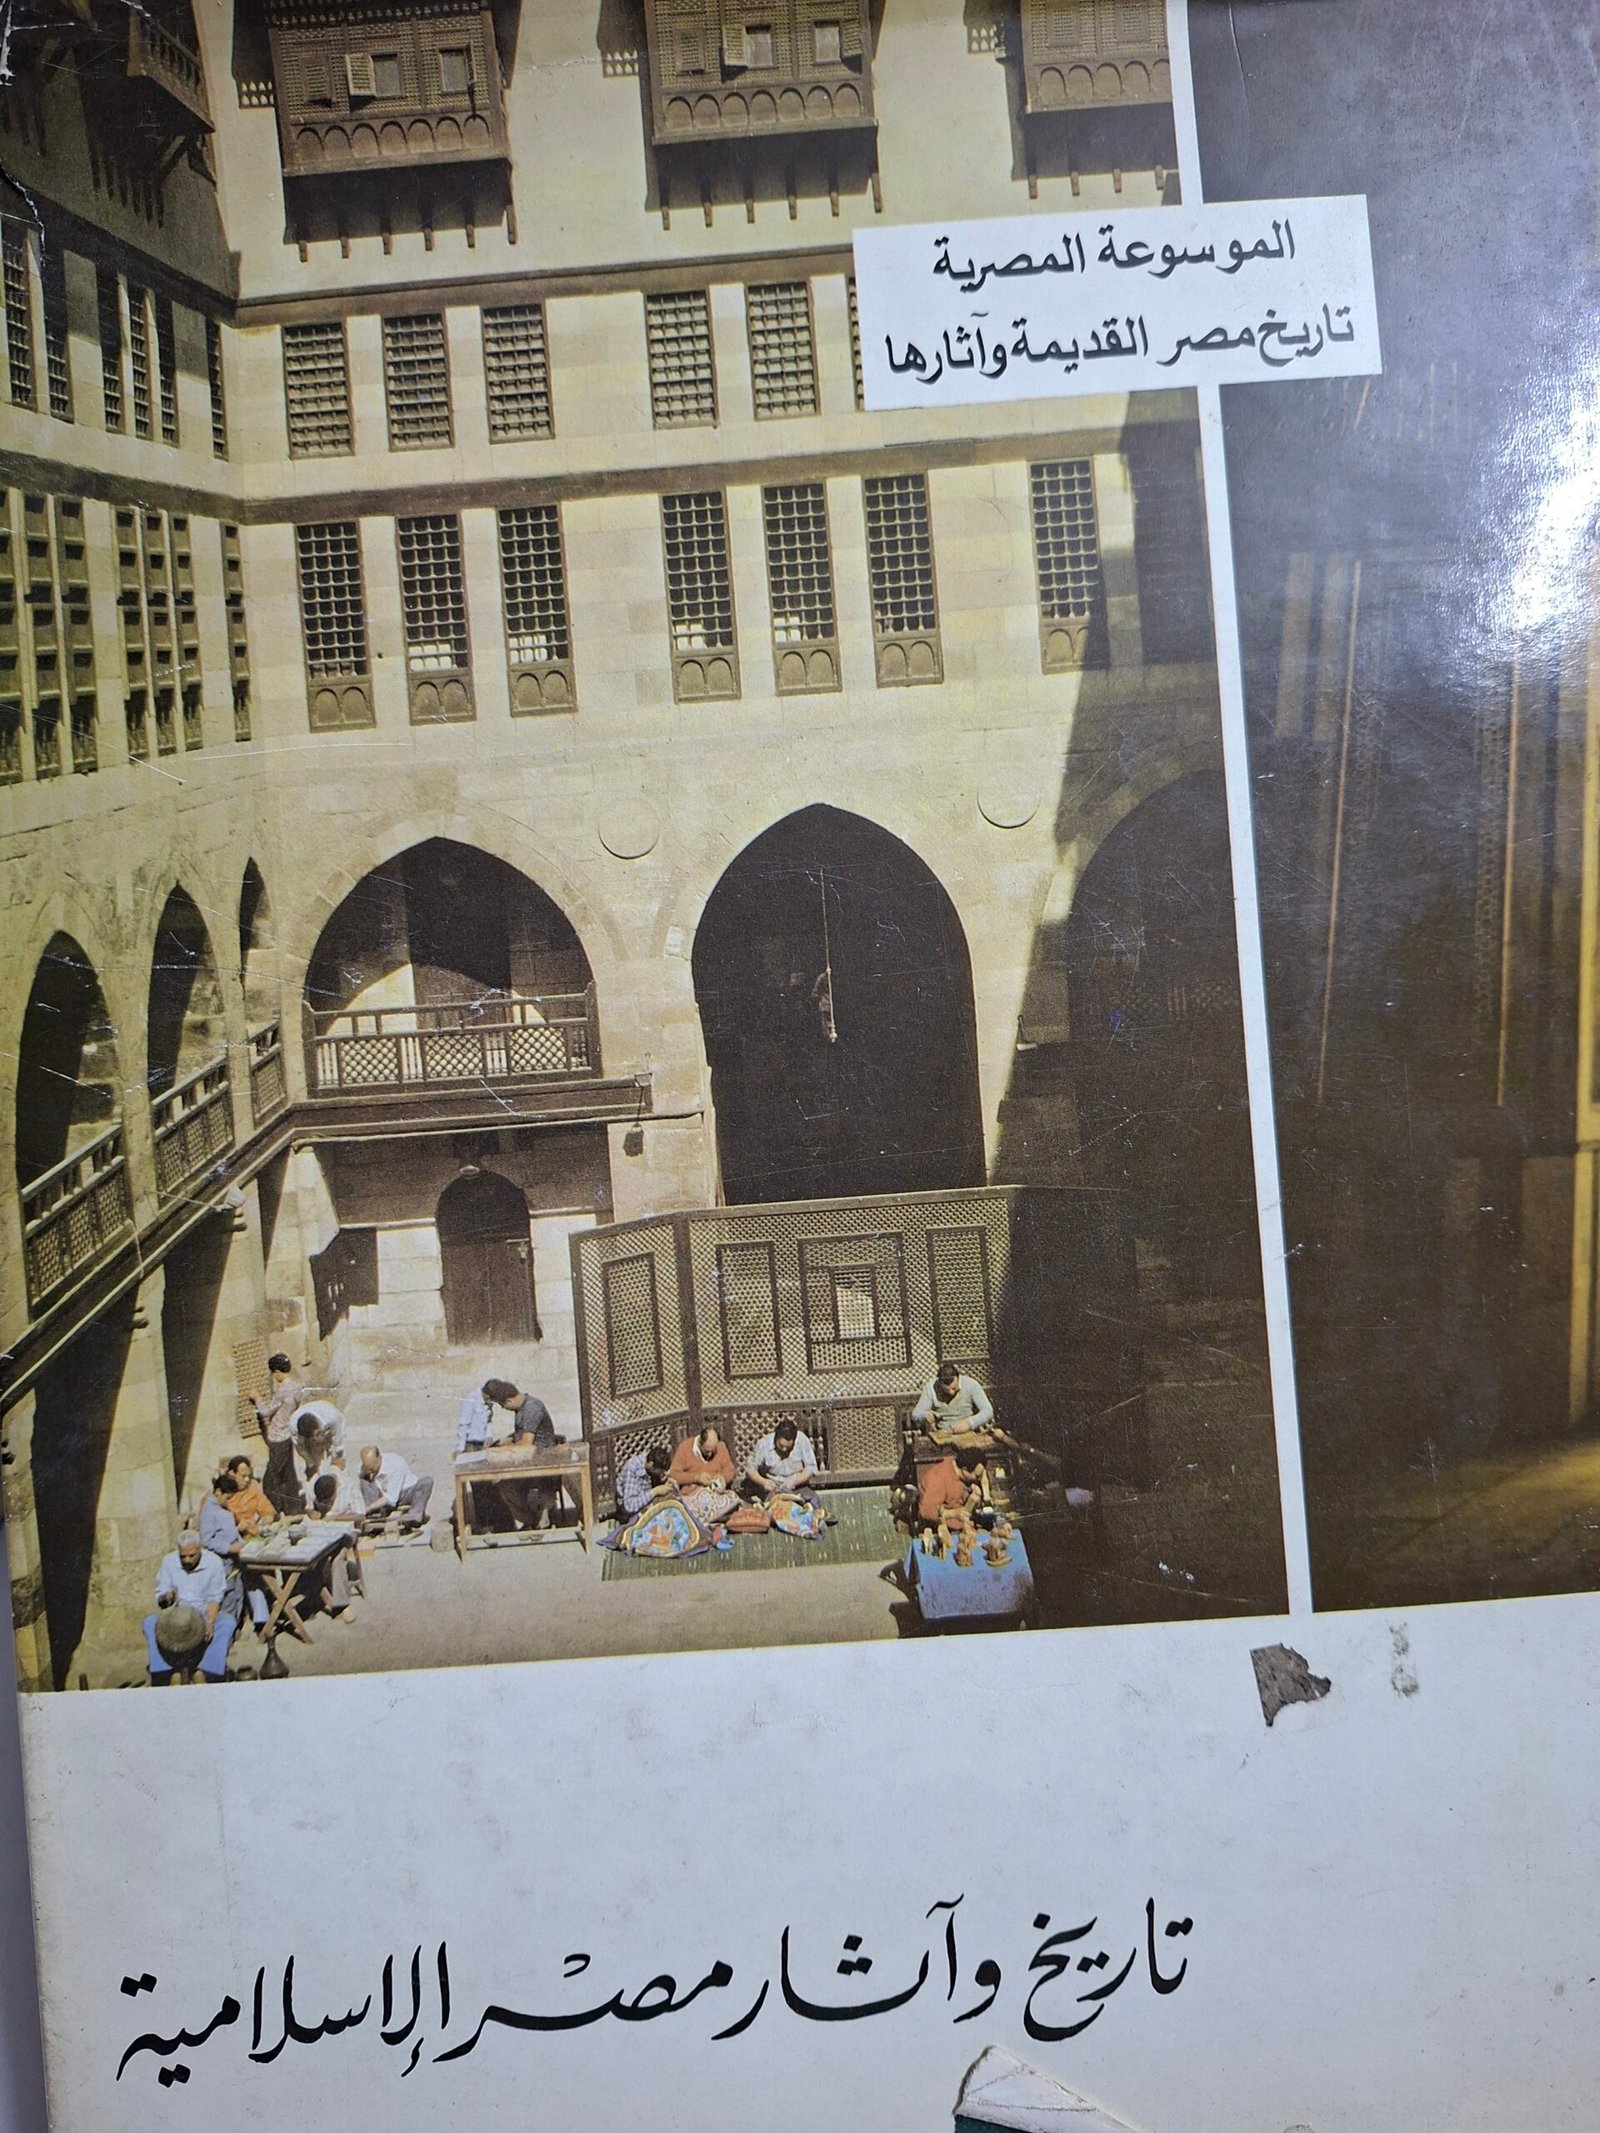 الموسوعة المصرية
تاريخ مصر القديمة وآثارها
تاريخ وآثار مصر الإسلامية